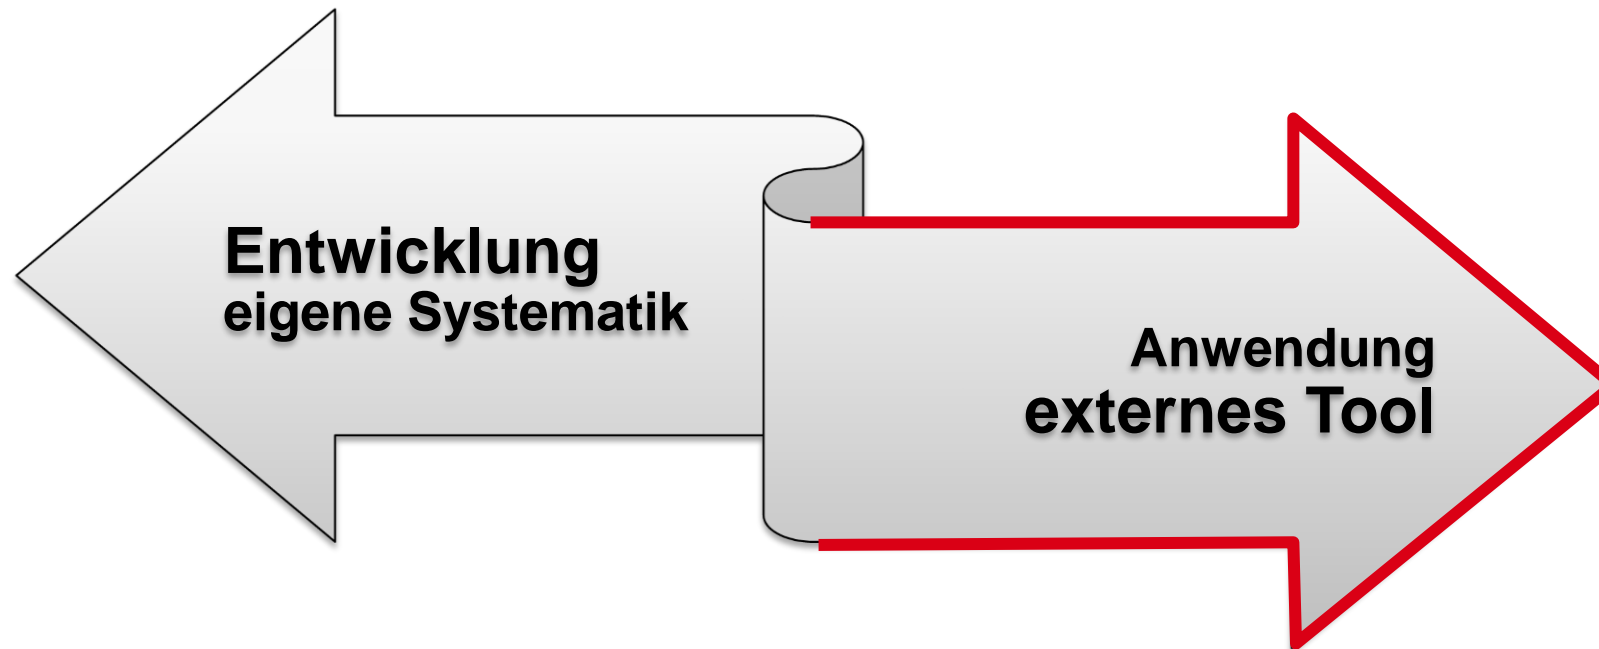 Entwicklung
eigene Systematik
Anwendung
externes Tool